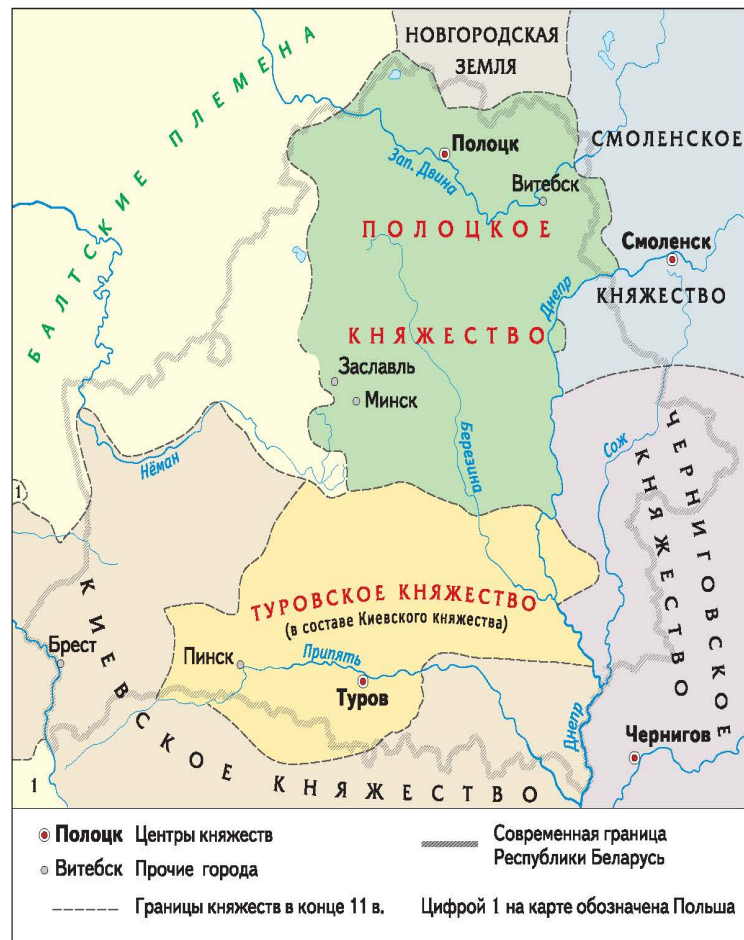 НОВГОРОДСКАЯ
ЗЕМЛЯ
БАЛТСКИЕ ПЛЕМЕНА
Полоцк
Зап. Двина
СМОЛЕНСКОЕ
Витебск
ПОЛОЦКОЕ
Смоленск
Днепр
КНЯЖЕСТВО
КНЯЖЕСТВО
Заславль
Минск
Березина
Сож
ЧЕРНИГОВСКОЕ
КНЯЖЕСТВО
Нёман
1
ТУРОВСКОЕ КНЯЖЕСТВО
(в составе Киевского княжества)
Брест
Пинск
Припять
Туров
Днепр
Чернигов
КИЕВСКОЕ КНЯЖЕСТВО
1
Полоцк Центры княжеств
Витебск Прочие города
Границы княжеств в конце 11 в.
Современная граница
Республики Беларусь
Цифрой 1 на карте обозначена Польша